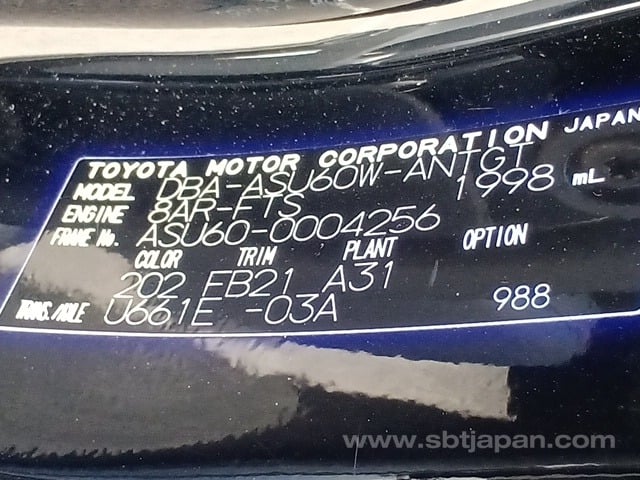 TOYOTA MOTOR CORPORATION JAPAN
MODEL DBA-ASU60W-ANTGT
ENGINE 8AR-FTS 1998 mL
FRAME No. ASU60-0004256
COLOR TRIM PLANT OPTION
202 FB21 A31
TRANS./AXLE U661E -03A 988
www.sbtjapan.com